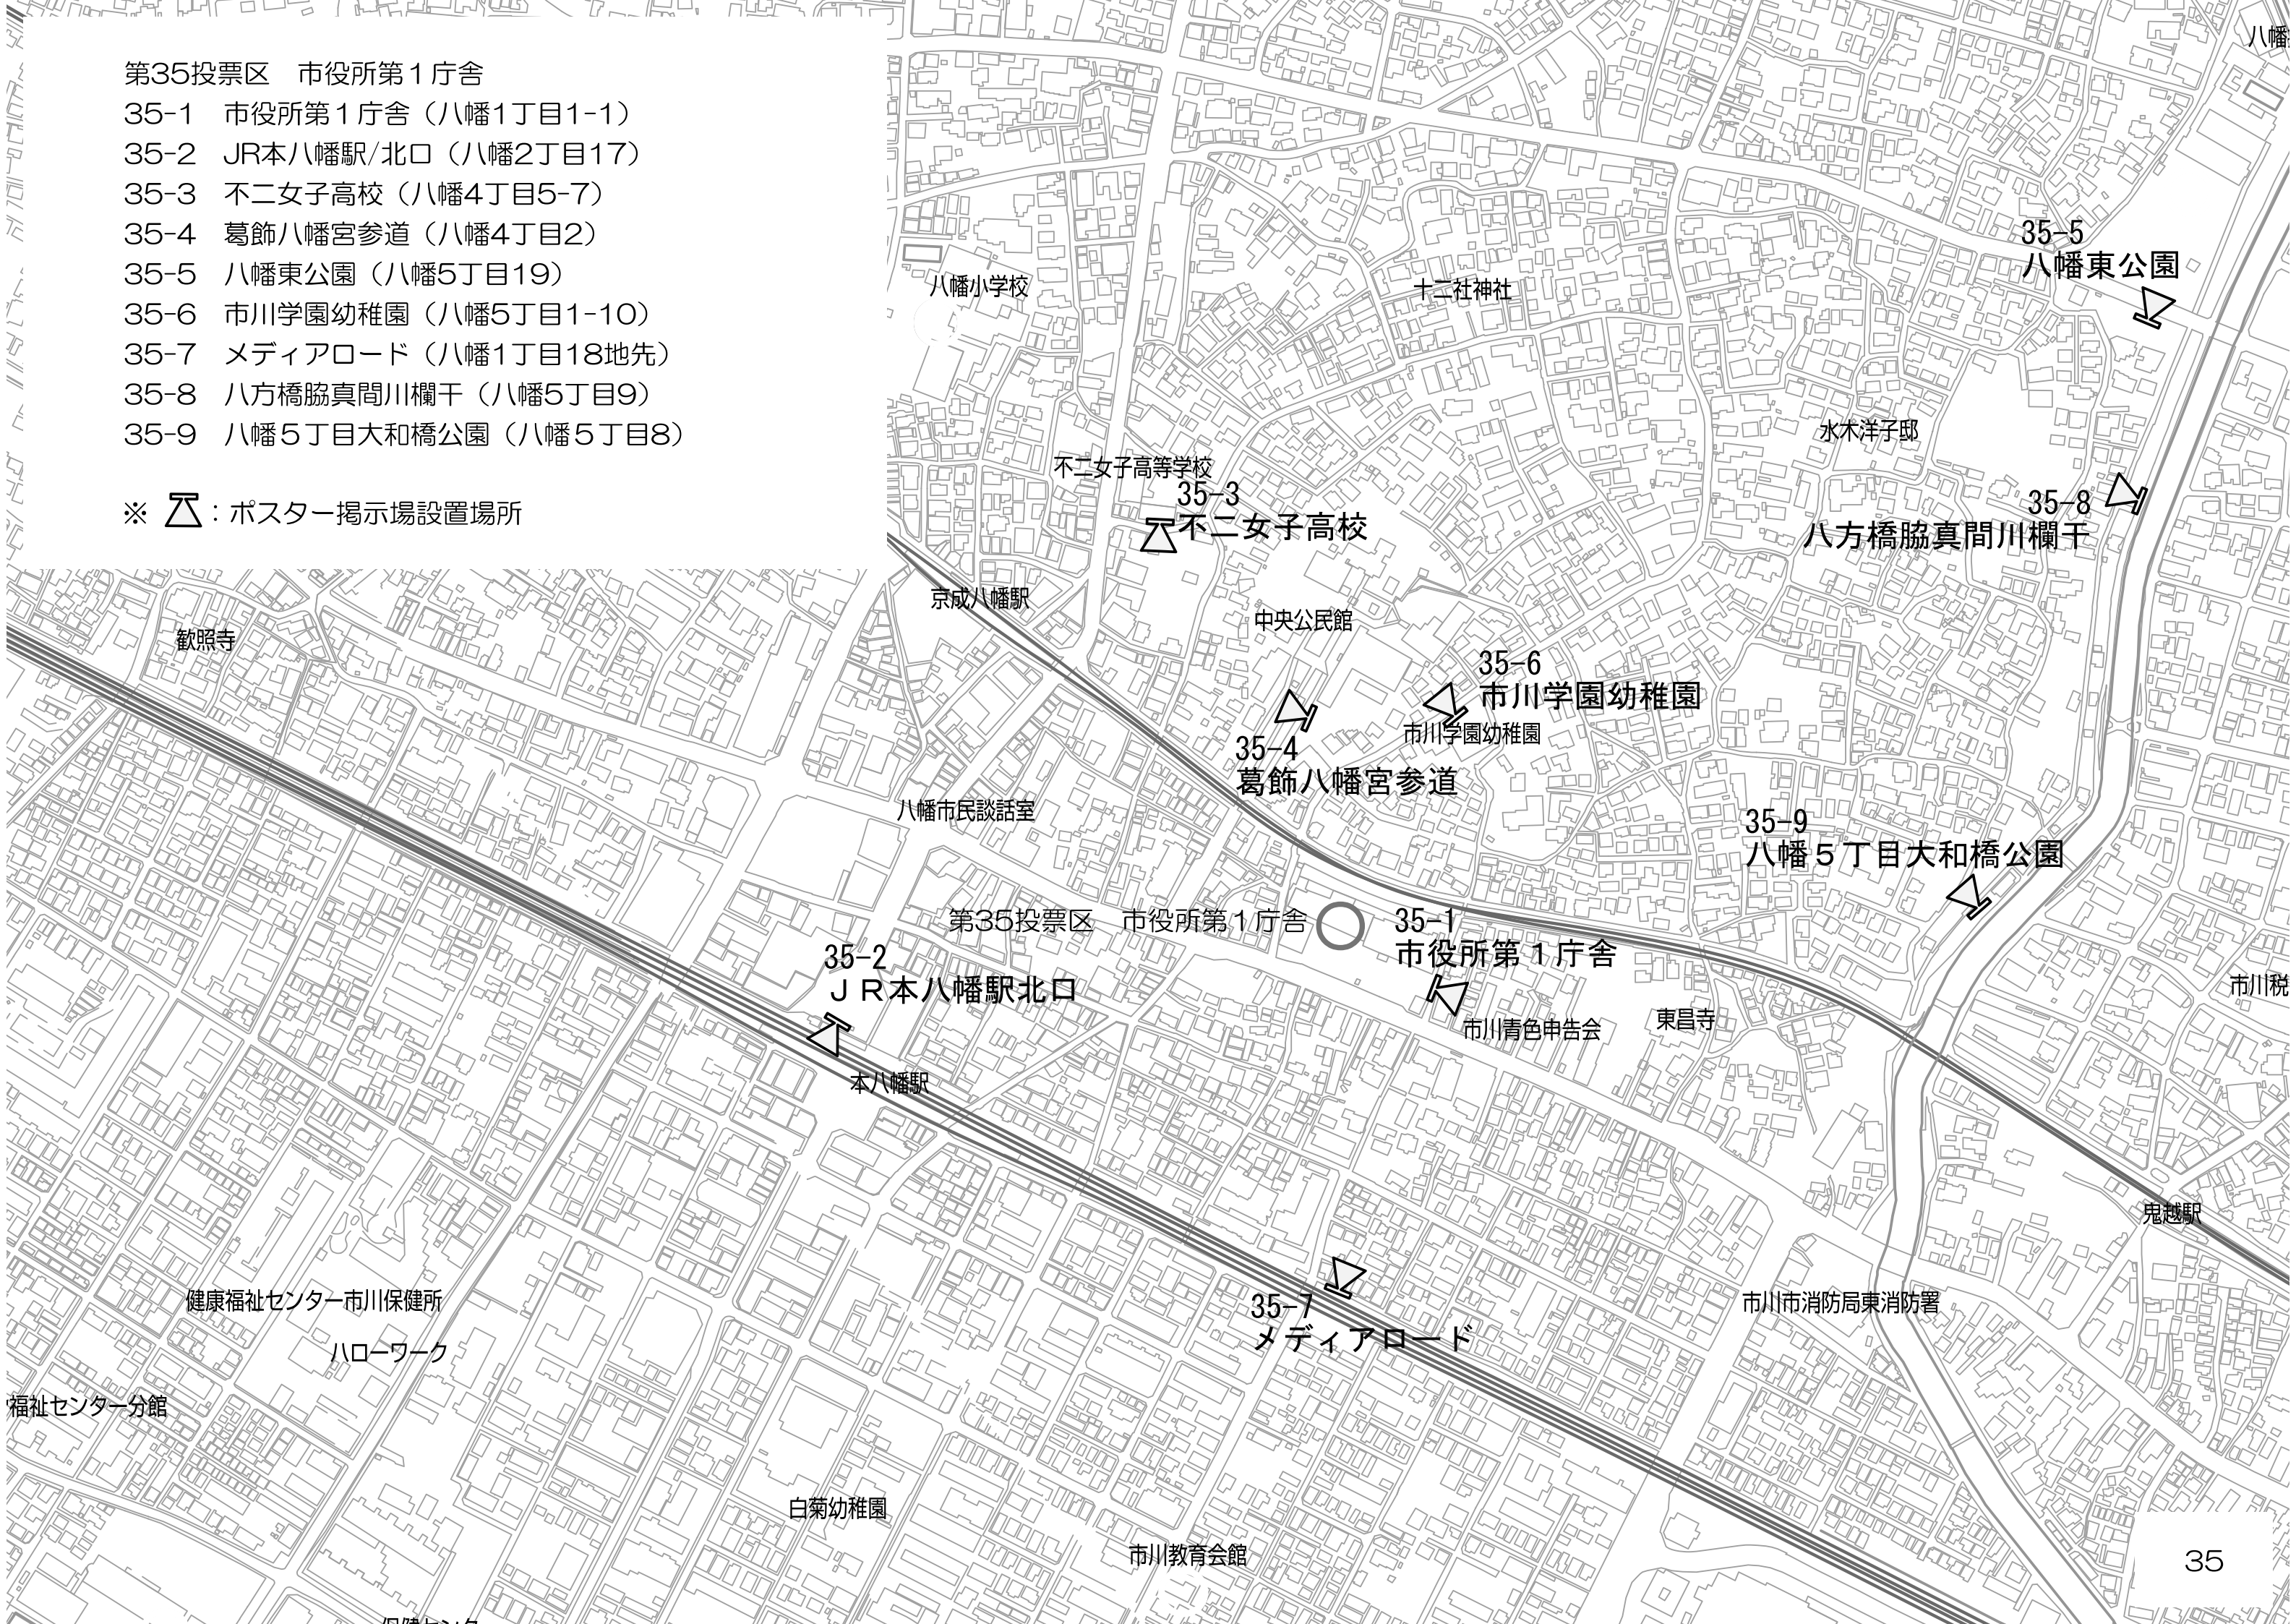 第35投票区　市役所第１庁舎
35-1　市役所第１庁舎（八幡1丁目1-1）
35-2　JR本八幡駅/北口（八幡2丁目17）
35-3　不二女子高校（八幡4丁目5-7）
35-4　葛飾八幡宮参道（八幡4丁目2）
35-5　八幡東公園（八幡5丁目19）
35-6　市川学園幼稚園（八幡5丁目1-10）
35-7　メディアロード（八幡1丁目18地先）
35-8　八方橋脇真間川欄干（八幡5丁目9）
35-9　八幡５丁目大和橋公園（八幡５丁目8）
※　：ポスター掲示場設置場所
八幡
35-5
八幡東公園
八幡小学校
十二社神社
水木洋子邸
不二女子高等学校
35-3
不二女子高校
35-8
八方橋脇真間川欄干
京成八幡駅
中央公民館
歓照寺
35-6
市川学園幼稚園
市川学園幼稚園
35-4
葛飾八幡宮参道
八幡市民談話室
35-9
八幡５丁目大和橋公園
第35投票区　市役所第１庁舎
35-1
市役所第１庁舎
35-2
ＪＲ本八幡駅北口
市川税
市川青色申告会
東昌寺
本八幡駅
鬼越駅
健康福祉センター市川保健所
35-7
メディアロード
市川市消防局東消防署
ハローワーク
福祉センター分館
白菊幼稚園
市川教育会館
35